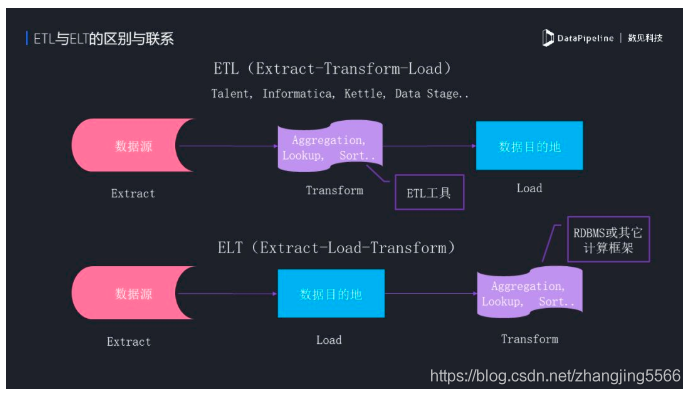 ETL与ELT的区别与联系
DataPipeline | 数见科技
ETL（Extract-Transform-Load）
Talent, Informatica, Kettle, Data Stage..
数据源
Aggregation,
Lookup, Sort..
数据目的地
Extract
Transform
Load
ETL工具
RDBMS或其它
计算框架
ELT（Extract-Load-Transform）
数据源
数据目的地
Aggregation,
Lookup, Sort..
Extract
Load
Transform
https://blog.csdn.net/zhangjing5566